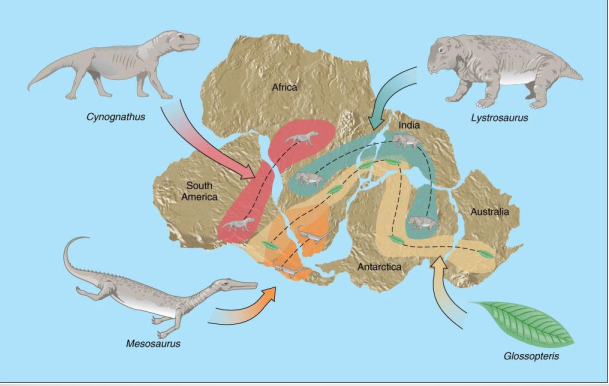 Africa
Cynognathus
Lystrosaurus
India
South
America
Australia
Antarctica
Mesosaurus
Glossopteris